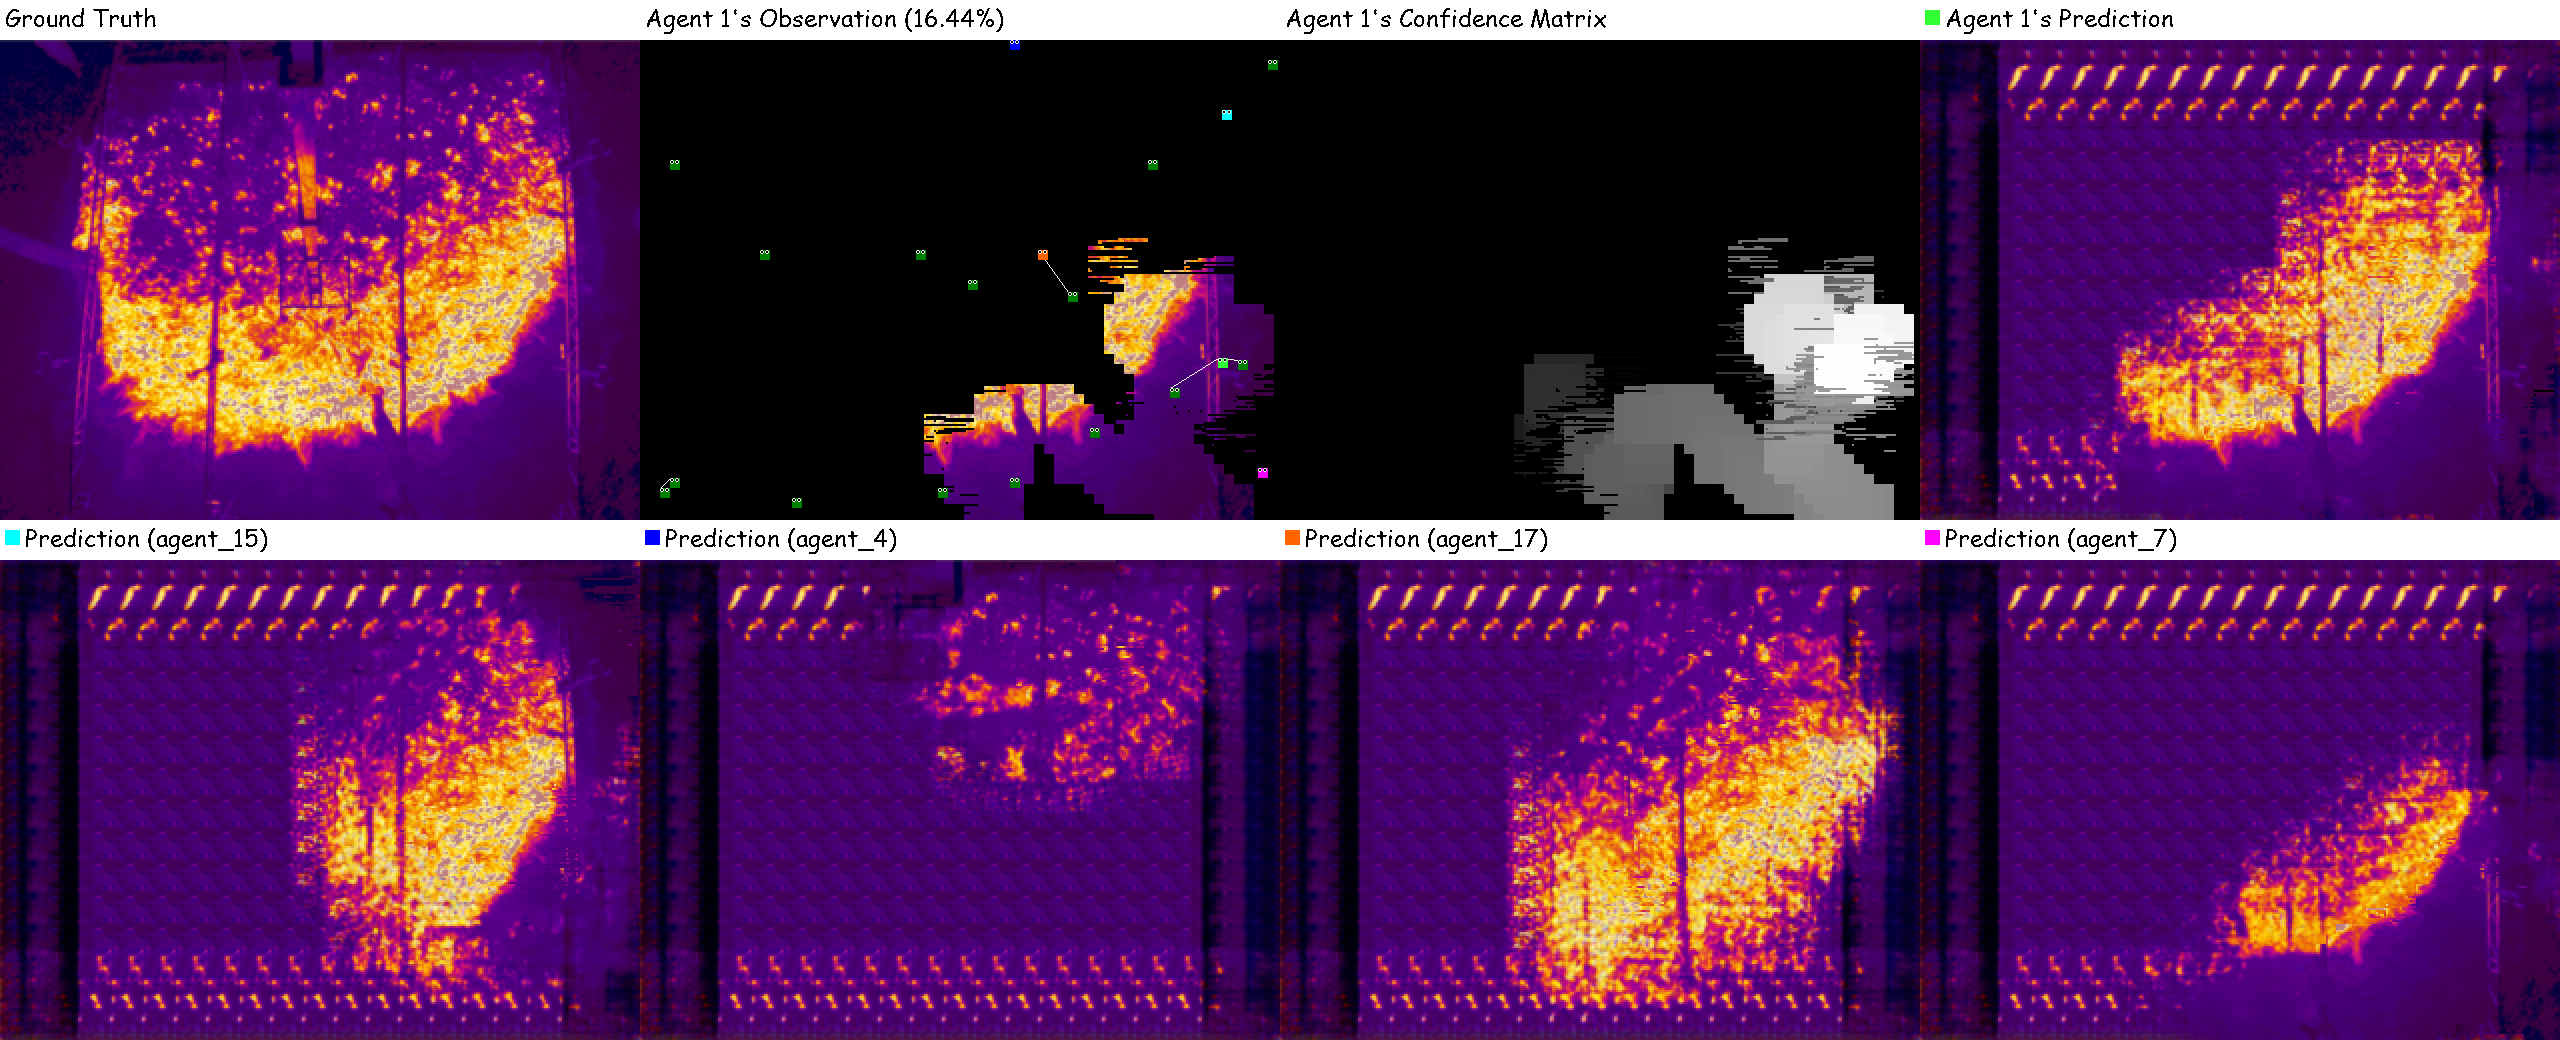 Ground Truth
Agent 1's Observation (16.44%)
Agent 1's Confidence Matrix
Agent 1's Prediction
Prediction (agent_15)
Prediction (agent_4)
Prediction (agent_17)
Prediction (agent_7)